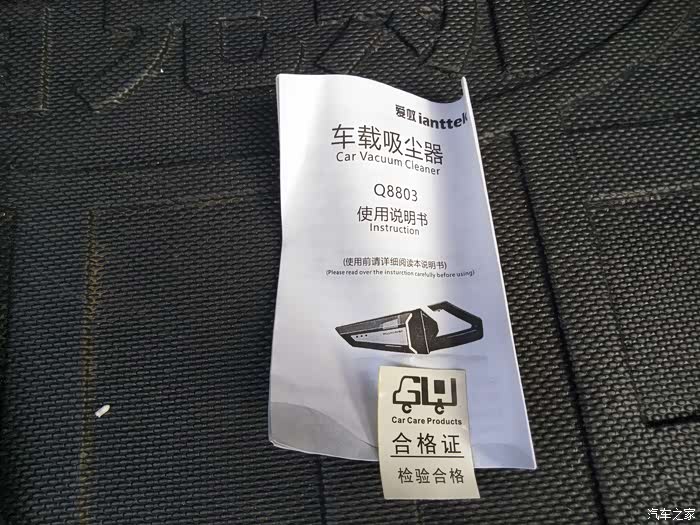 爱蚁 ianttek
车载吸尘器
Car Vacuum Cleaner
Q8803
使用说明书
Instruction
(使用前请详细阅读本说明书)
(Please read over the insturction carefully before using)
Car Care Products
合格证
检验合格
汽车之家